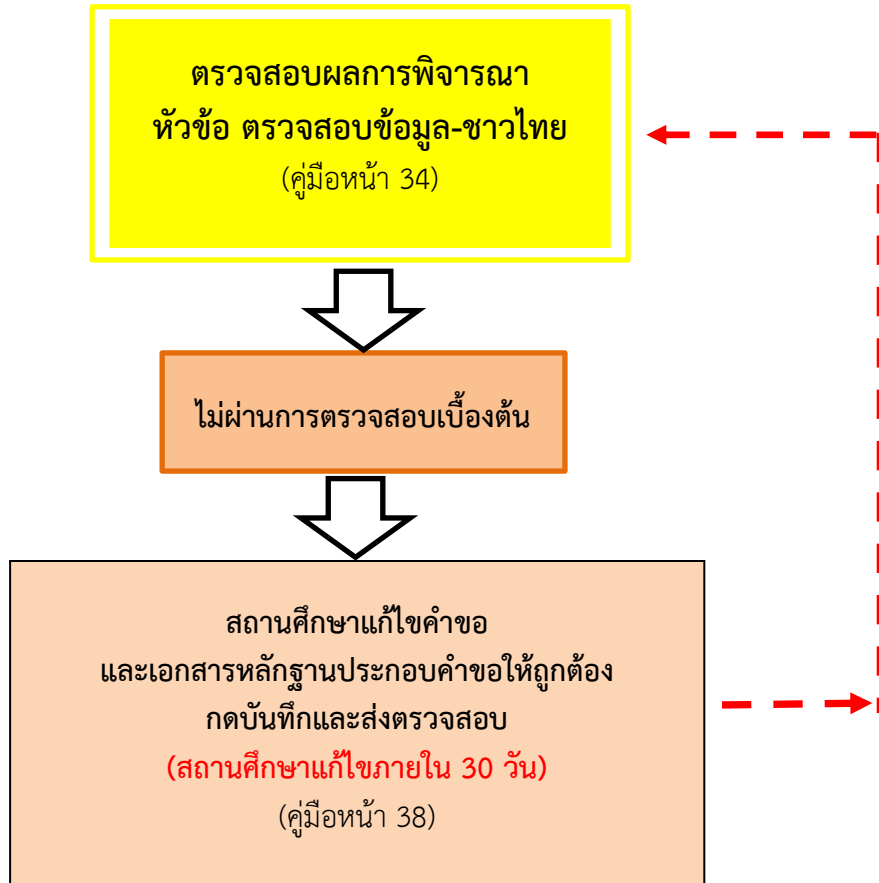 ตรวจสอบผลการพิจารณา
หัวข้อ ตรวจสอบข้อมูล-ชาวไทย
(คู่มือหน้า 34)
ไม่ผ่านการตรวจสอบเบื้องต้น
สถานศึกษาแก้ไขคำขอ
และเอกสารหลักฐานประกอบคำขอให้ถูกต้อง
กดบันทึกและส่งตรวจสอบ
(สถานศึกษาแก้ไขภายใน 30 วัน)
(คู่มือหน้า 38)